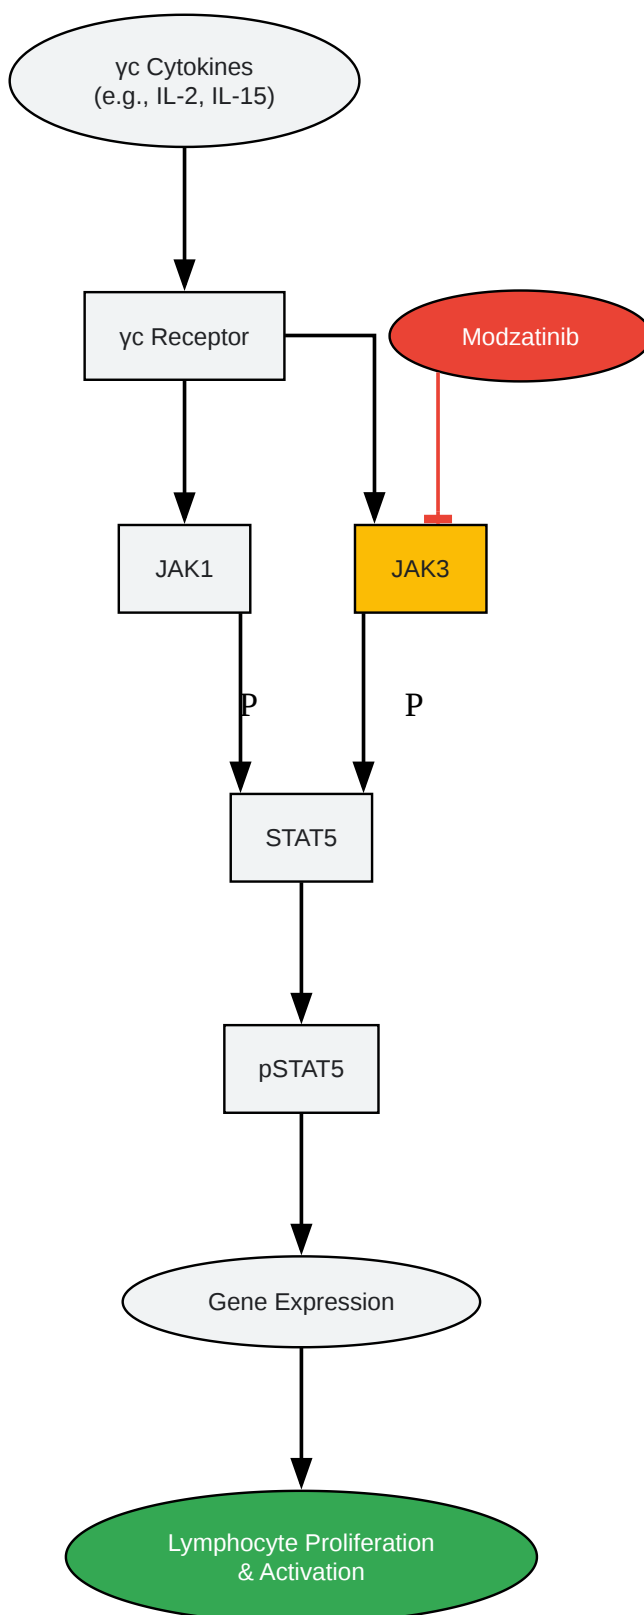 γc Cytokines
(e.g., IL-2, IL-15)
γc Receptor
Modzatinib
JAK1
JAK3
P
P
STAT5
pSTAT5
Gene Expression
Lymphocyte Proliferation
& Activation